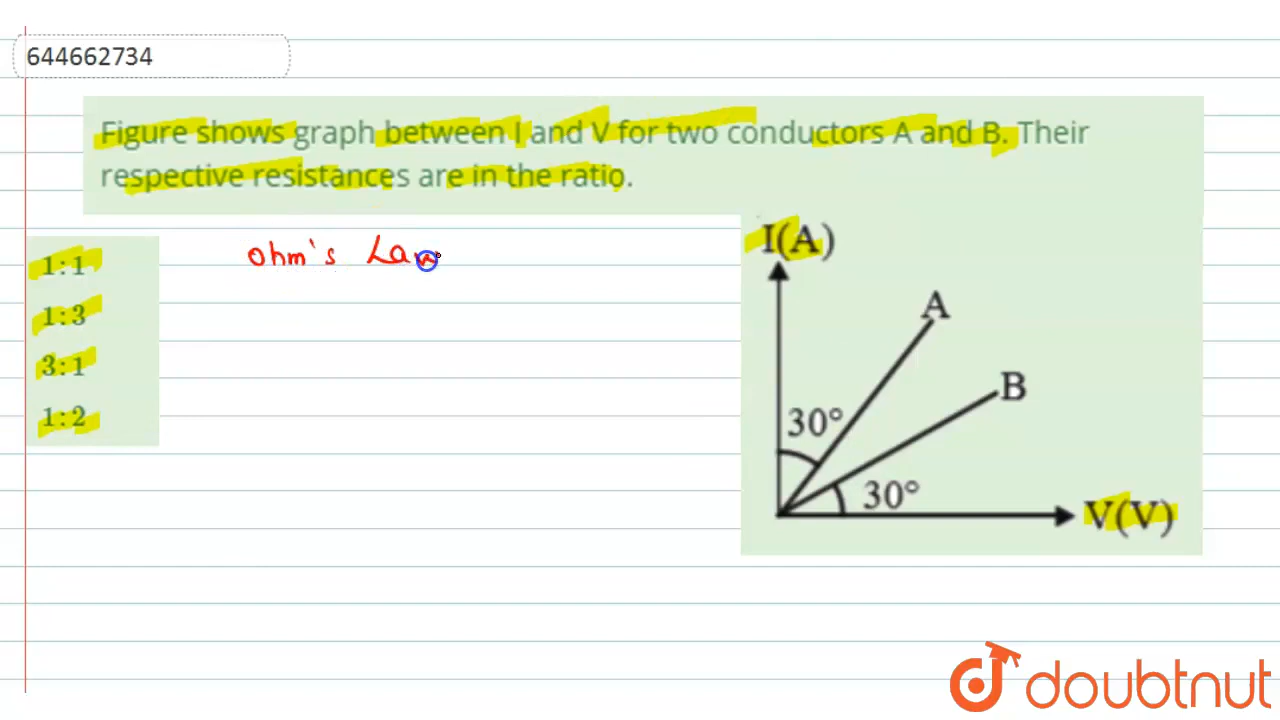 644662734
Figure shows graph between I and V for two conductors A and B. Their
respective resistances are in the ratio.
1:1
1:3
3:1
1:2
Ohm's Law
I(A)
A
B
30°
30°
V(V)
doubtnut